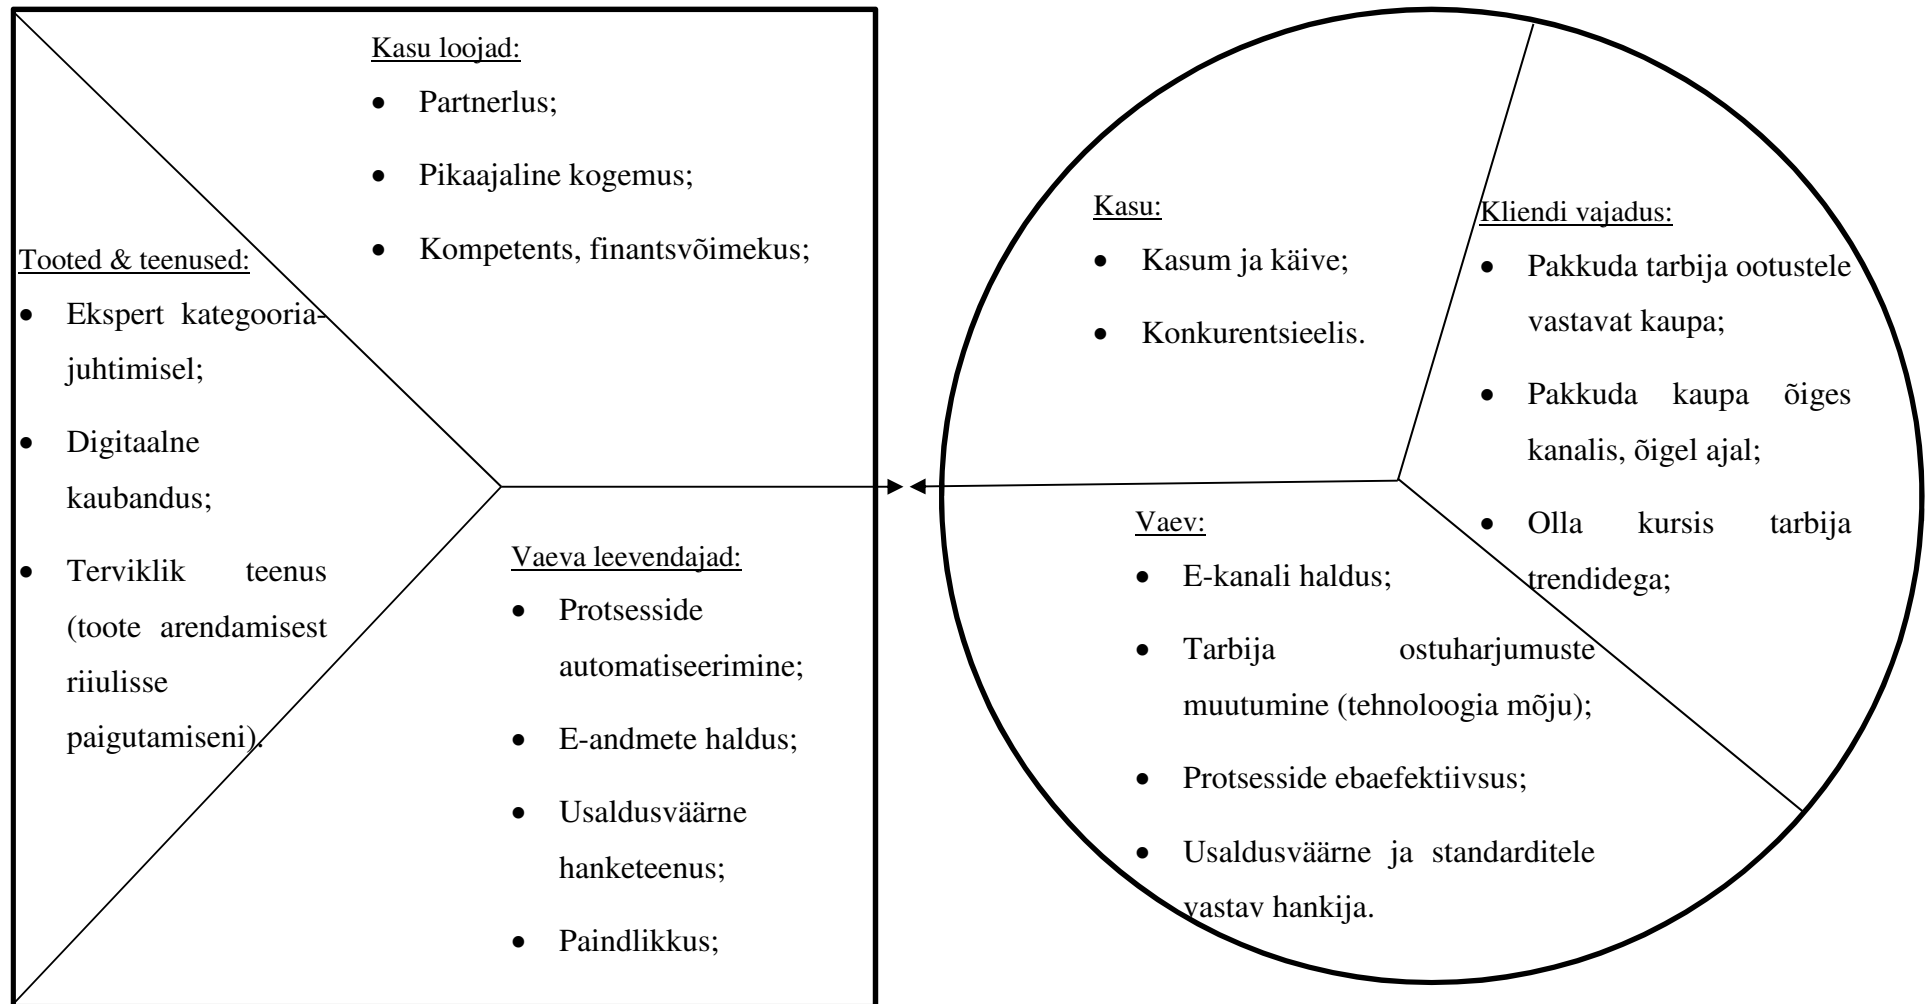 Kasu loojad:
• Partnerlus;
• Pikaajaline kogemus;
• Kompetents, finantsvõimekus;
Tooted & teenused:
• Ekspert kategooria-
juhtimisel;
• Digitaalne
kaubandus;
• Terviklik teenus
(toote arendamisest
riiulisse
paigutamiseni).
Vaeva leevendajad:
• Protsesside
automatiseerimine;
• E-andmete haldus;
• Usaldusväärne
hanketeenus;
• Paindlikkus;
Kasu:
• Kasum ja käive;
• Konkurentsieelis.
Kliendi vajadus:
• Pakkuda tarbija ootustele
vastavat kaupa;
• Pakkuda kaupa õiges
kanalis, õigel ajal;
• Olla kursis tarbija
trendidega;
Vaev:
• E-kanali haldus;
• Tarbija ostuharjumuste
muutumine (tehnoloogia mõju);
• Protsesside ebaefektiivsus;
• Usaldusväärne ja standarditele
vastav hankija.